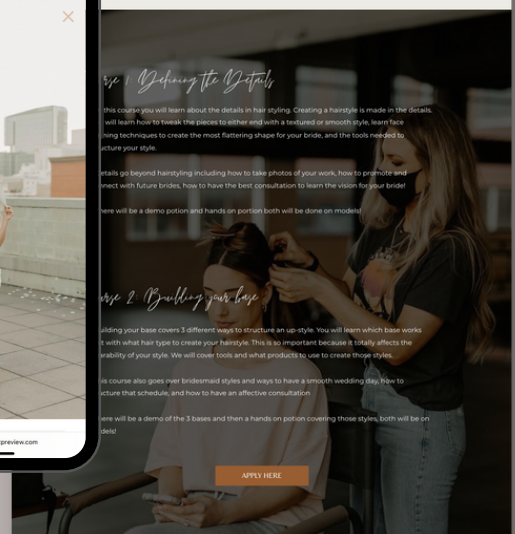 rse 1: Defining the Details
this course you will learn about the details in hair styling. Creating a hairstyle is made in the details.
will learn how to tweak the pieces to either end with a textured or smooth style, learn face
ning techniques to create the most flattering shape for your bride, and the tools needed to
ucture your style.
etails go beyond hairstyling including how to take photos of your work, how to promote and
nnect with future brides, how to have the best consultation to learn the vision for your bride!
ere will be a demo potion and hands on portion both will be done on models!
rse 2: Building your base
uilding your base covers 3 different ways to structure an up-style. You will learn which base works
t with what hair type to create your hairstyle. This is so important because it totally affects the
erability of your style. We will cover tools and what products to use to create those styles.
is course also goes over bridesmaid styles and ways to have a smooth wedding day, how to
ucture that schedule, and how to have an affective consultation
ere will be a demo of the 3 bases and then a hands on potion covering those styles, both will be on
dels!
preview.com
APPLY HERE